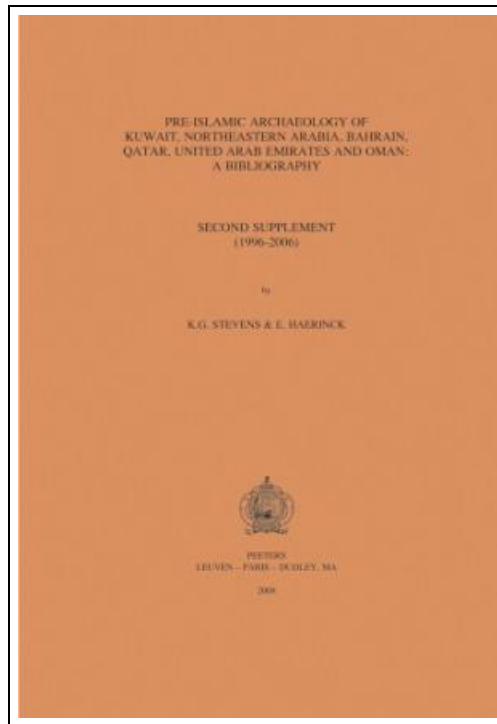 PRE-ISLAMIC ARCHAEOLOGY OF
KUWAIT, NORTHEASTERN ARABIA, BAHRAIN,
QATAR, UNITED ARAB EMIRATES AND OMAN:
A BIBLIOGRAPHY
SECOND SUPPLEMENT
(1996-2006)
by
K.G. STEVENS & E. HAERINCK
PEETERS
LEUVEN – PARIS – DUDLEY, MA
2008